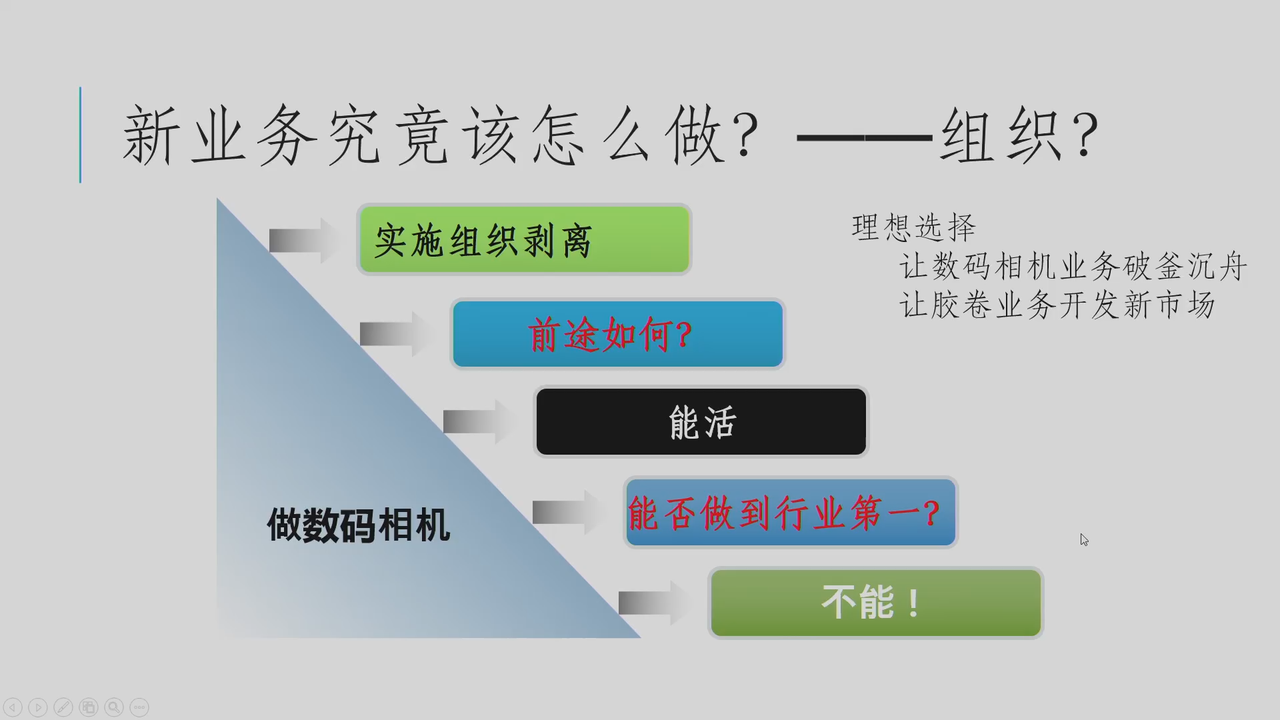 新业务究竟该怎么做？——组织？
实施组织剥离
理想选择
让数码相机业务破釜沉舟
让胶卷业务开发新市场
前途如何？
能活
能否做到行业第一？
做数码相机
不能！